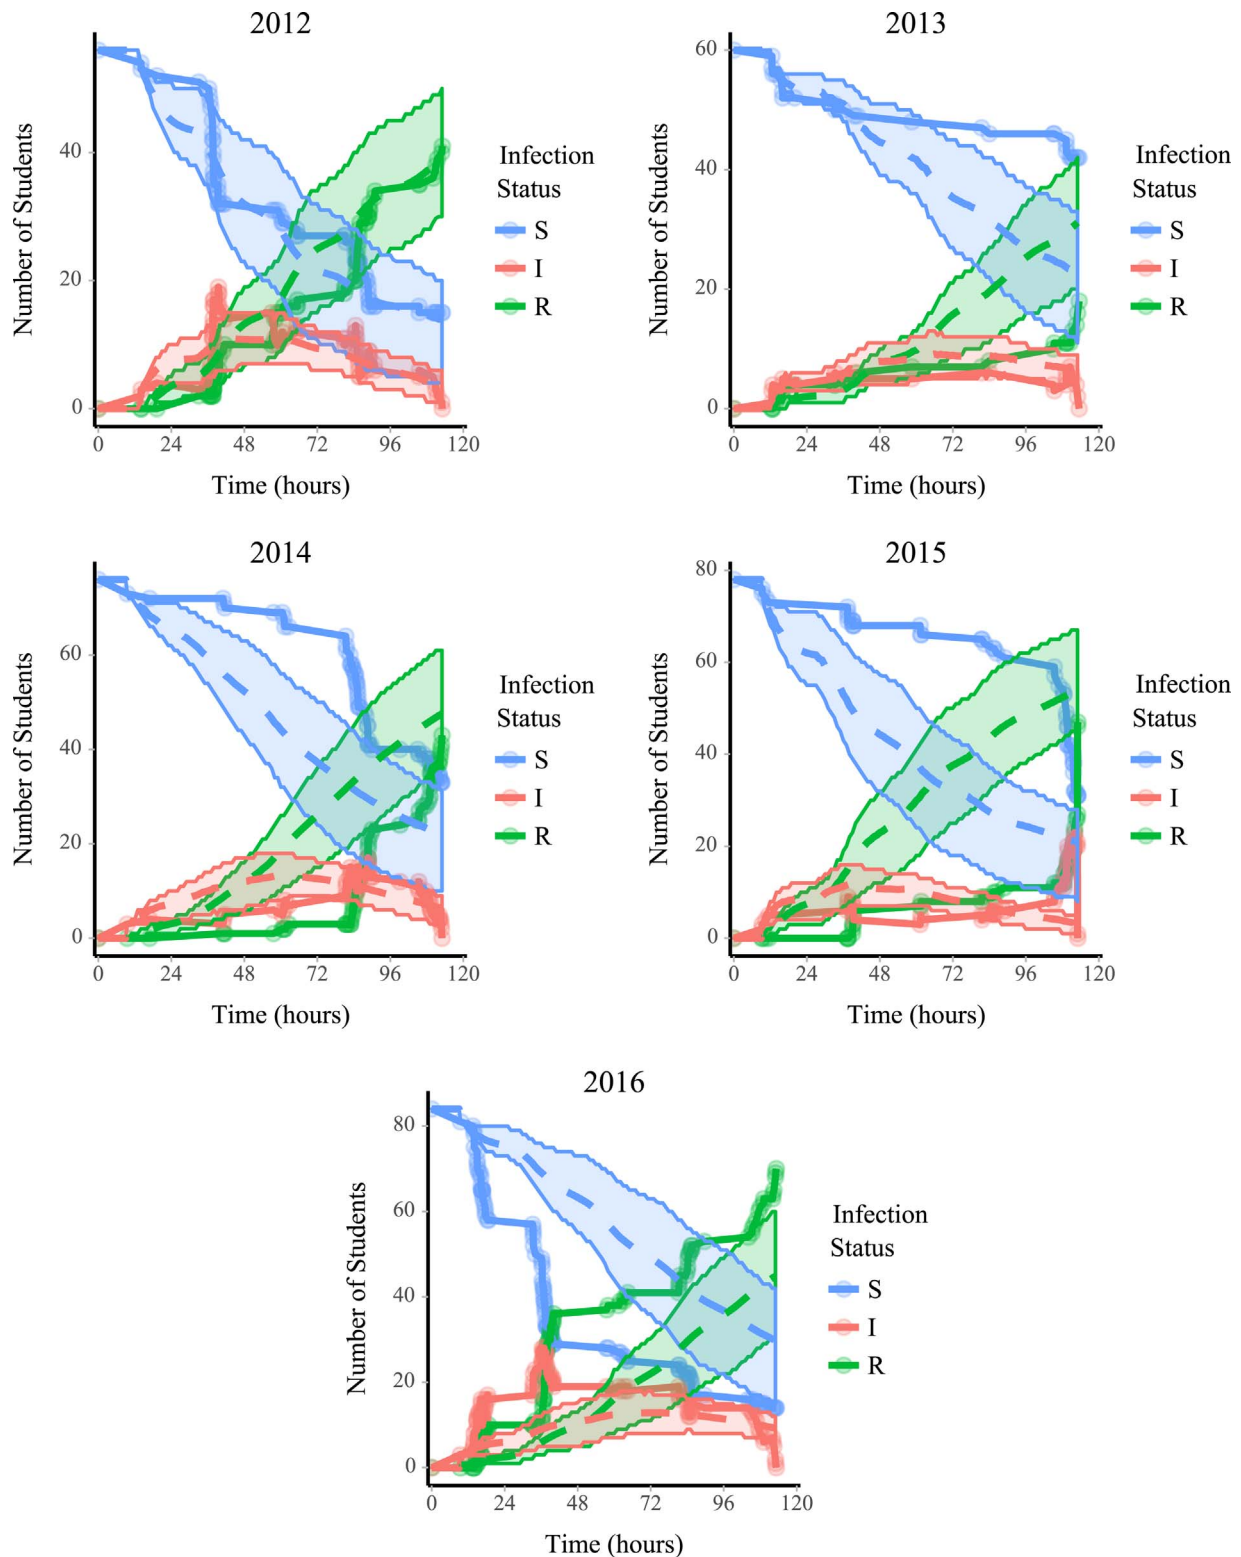 2012
Number of Students
40
20
0
0 24 48 72 96 120
Time (hours)
Infection
Status
S
I
R
2013
Number of Students
60
40
20
0
0 24 48 72 96 120
Time (hours)
Infection
Status
S
I
R
2014
Number of Students
60
40
20
0
0 24 48 72 96 120
Time (hours)
Infection
Status
S
I
R
2015
Number of Students
80
60
40
20
0
0 24 48 72 96 120
Time (hours)
Infection
Status
S
I
R
2016
Number of Students
80
60
40
20
0
0 24 48 72 96 120
Time (hours)
Infection
Status
S
I
R